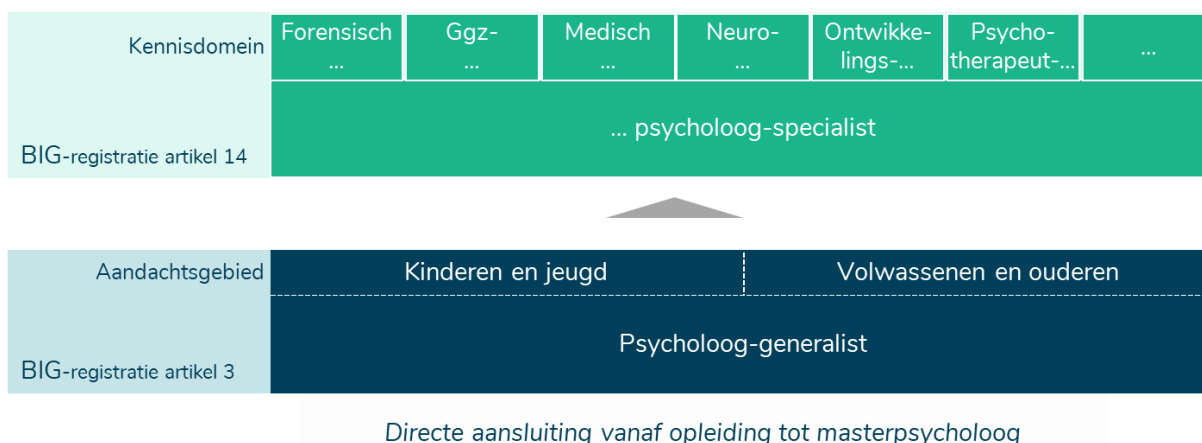 Kennisdomein
Forensisch
...
Ggz-
...
Medisch
...
Neuro-
...
Ontwikke-
lings-...
Psycho-
therapeut-...
...
... psycholoog-specialist
BIG-registratie artikel 14
Aandachtsgebied
Kinderen en jeugd
Volwassenen en ouderen
Psycholoog-generalist
BIG-registratie artikel 3
Directe aansluiting vanaf opleiding tot masterpsycholoog